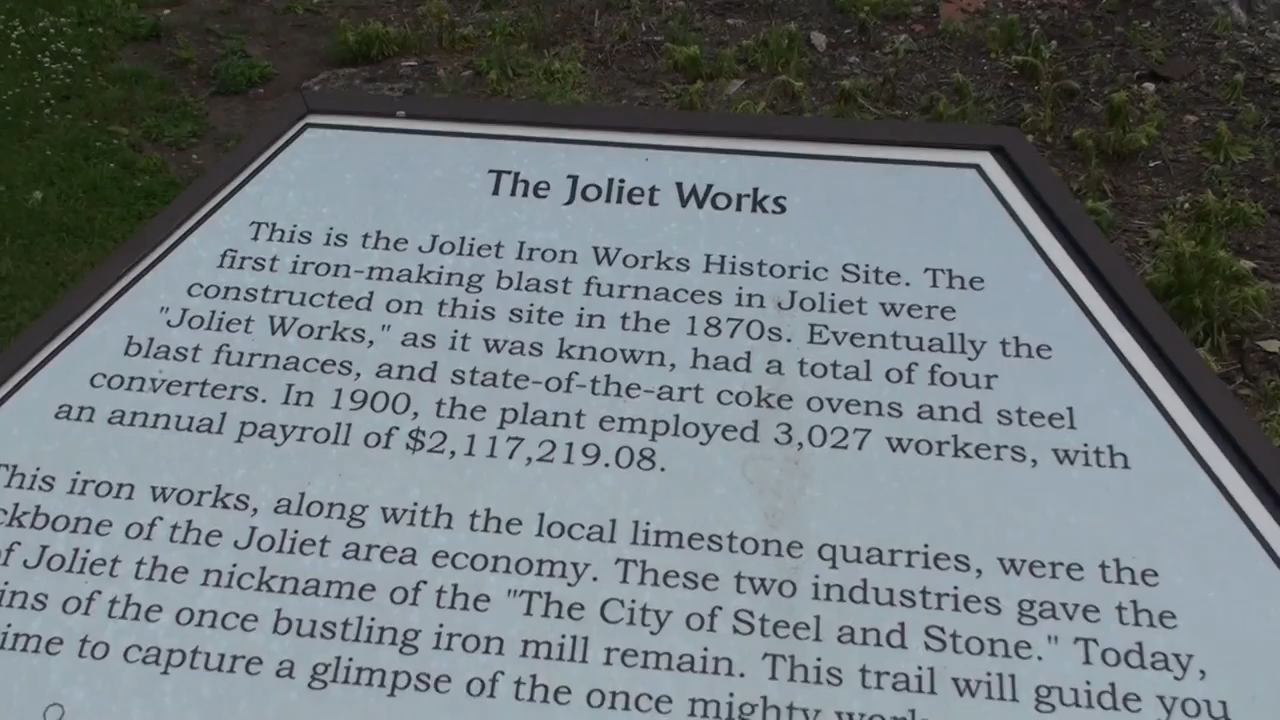 The Joliet Works
This is the Joliet Iron Works Historic Site. The
first iron-making blast furnaces in Joliet were
constructed on this site in the 1870s. Eventually the
"Joliet Works," as it was known, had a total of four
blast furnaces, and state-of-the-art coke ovens and steel
converters. In 1900, the plant employed 3,027 workers, with
an annual payroll of $2,117,219.08.
This iron works, along with the local limestone quarries, were the
ckbone of the Joliet area economy. These two industries gave the
of Joliet the nickname of the "The City of Steel and Stone." Today,
ins of the once bustling iron mill remain. This trail will guide you
ime to capture a glimpse of the once mighty